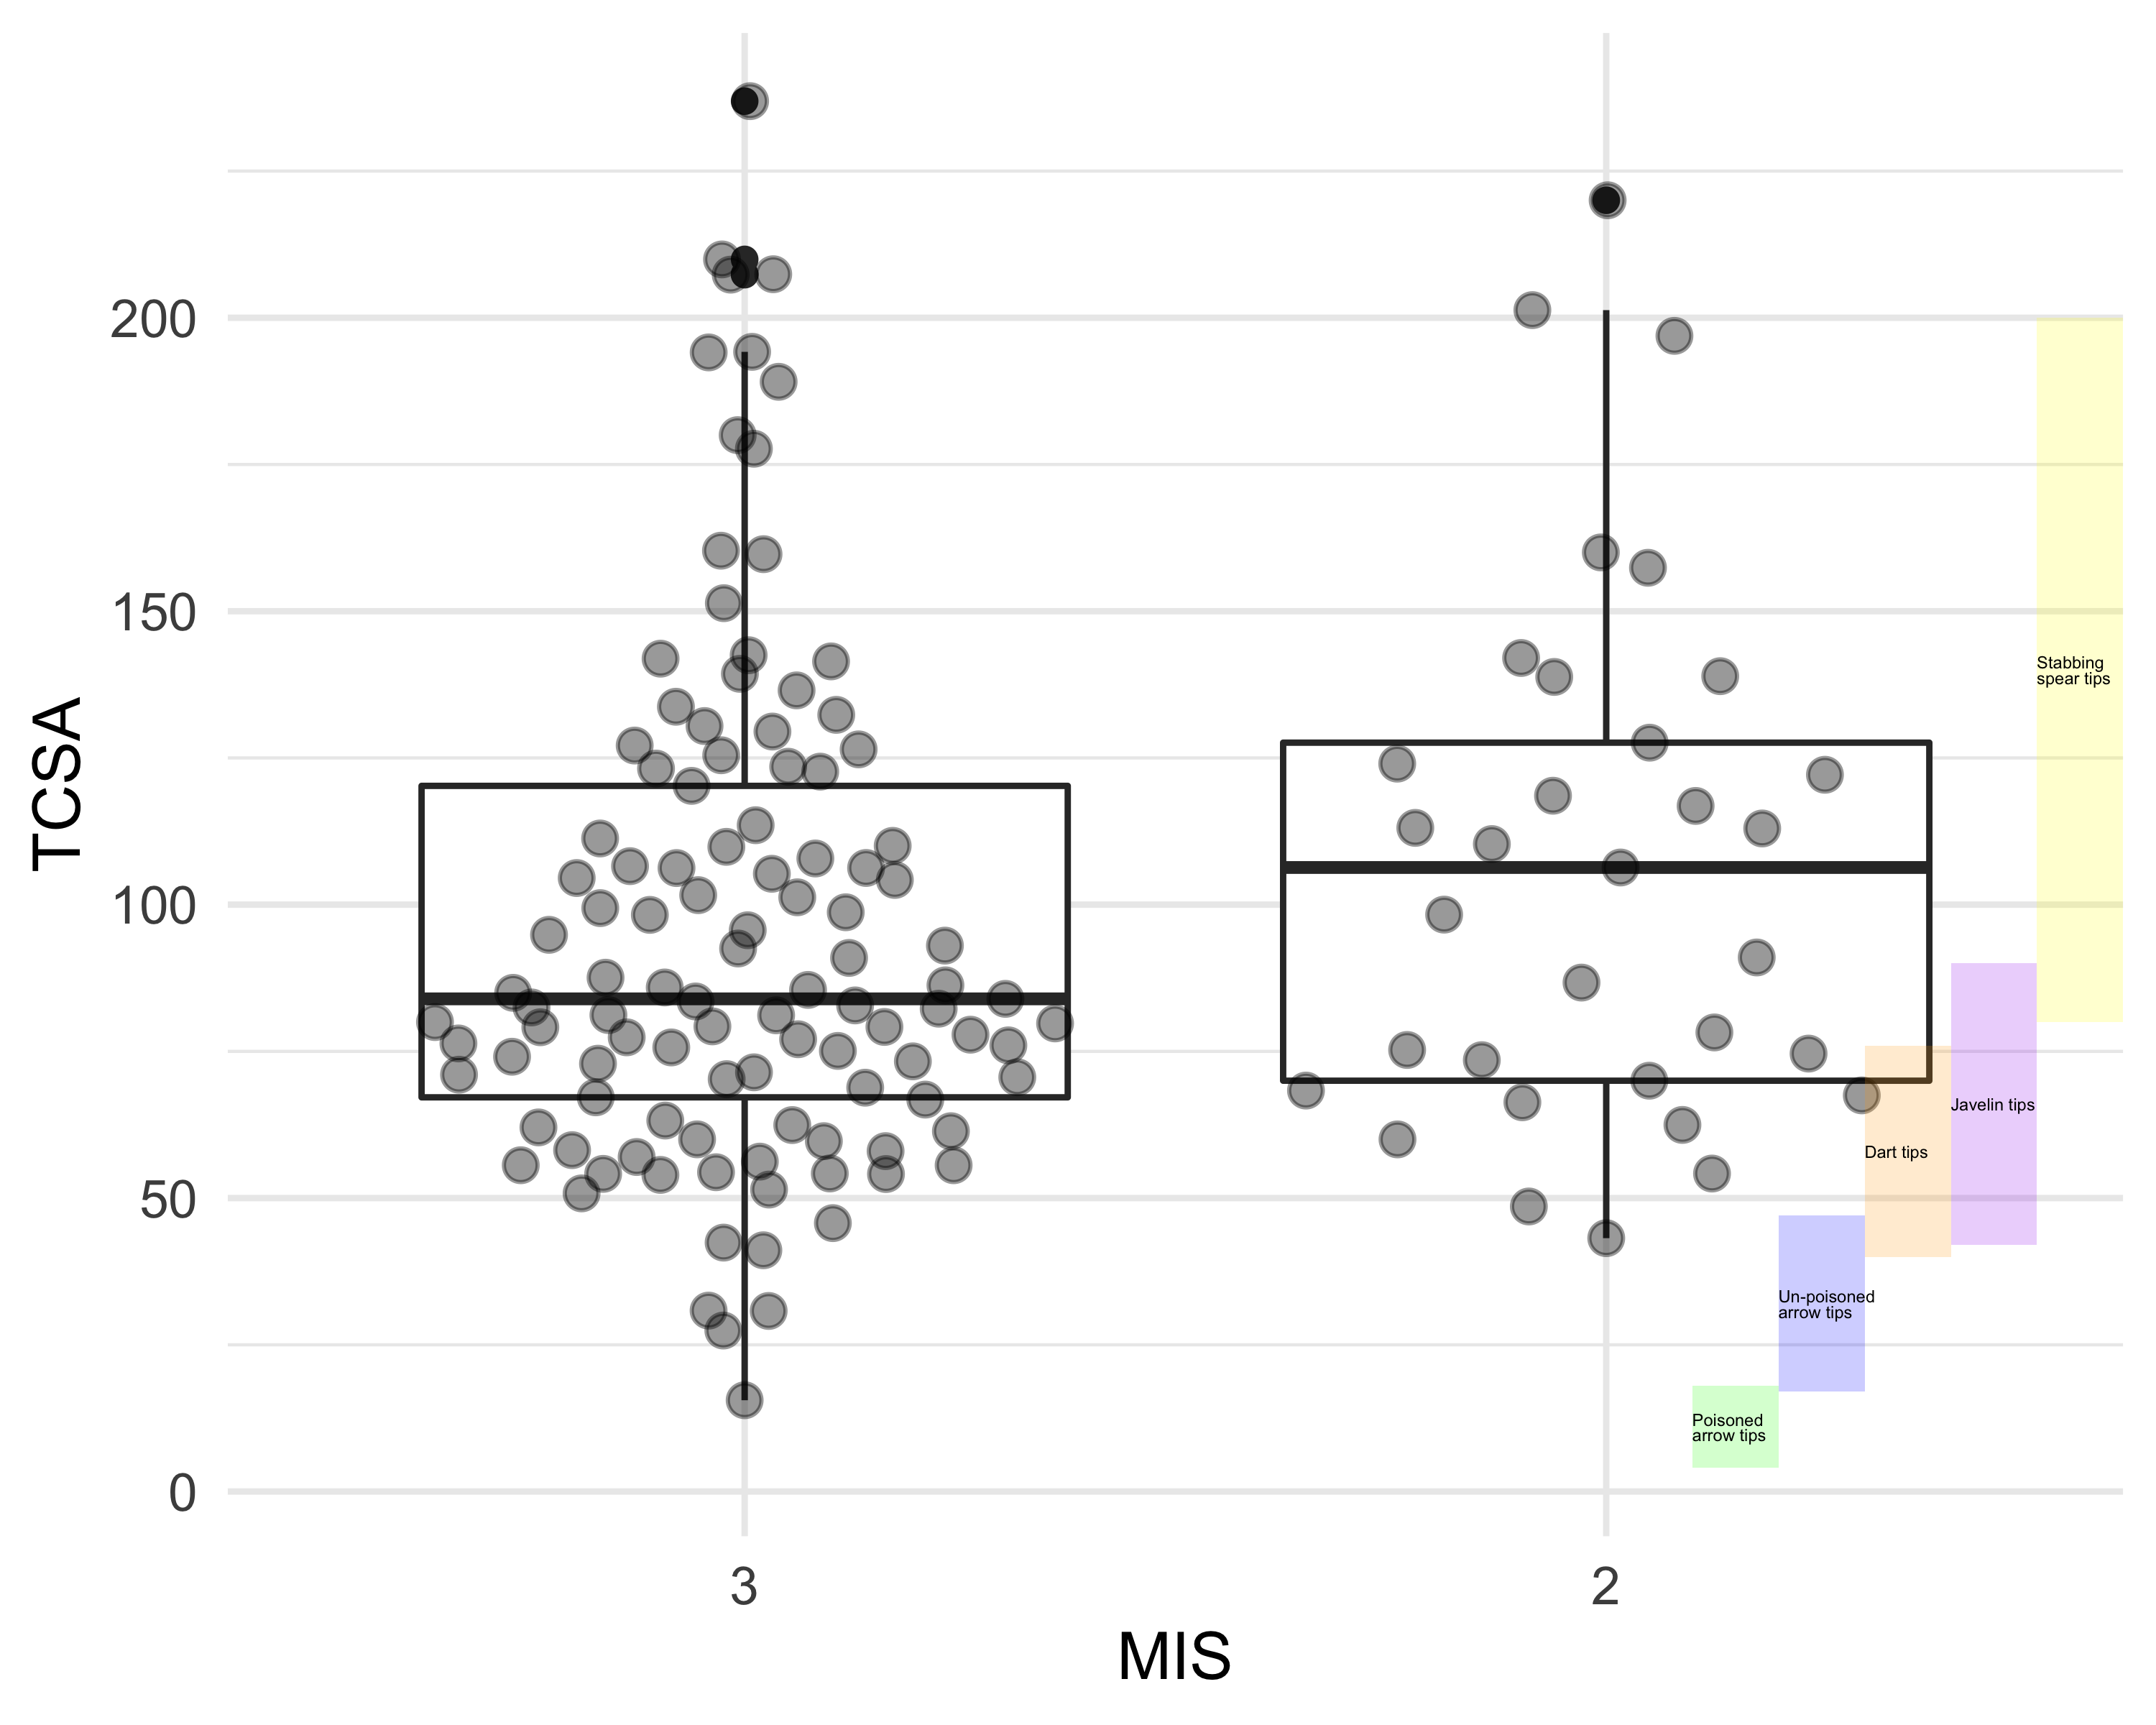 TCSA
200
150
100
50
0
Stabbing
spear tips
Javelin tips
Dart tips
Un-poisoned
arrow tips
Poisoned
arrow tips
3
2
MIS